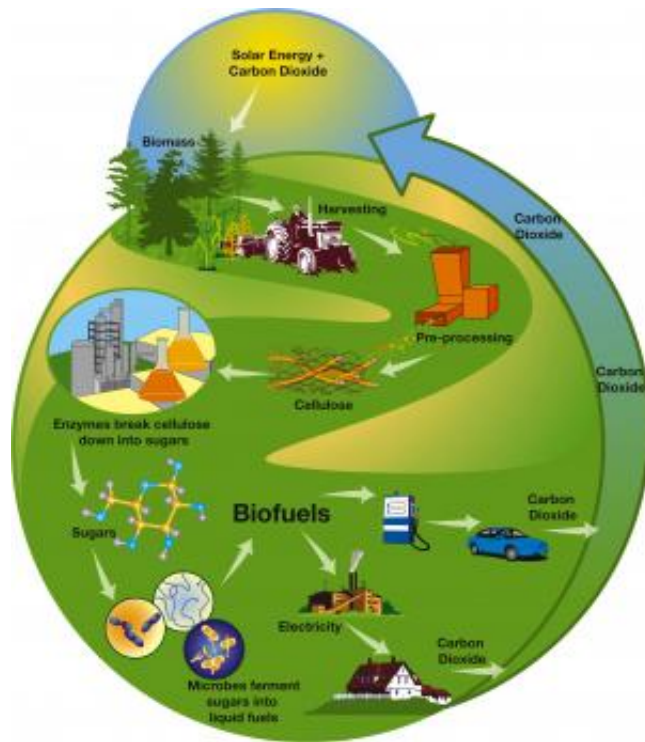 Solar Energy +
Carbon Dioxide
Biomass
Harvesting
Carbon
Dioxide
Pre-processing
Cellulose
Carbon
Dioxide
Enzymes break cellulose
down into sugars
Sugars
Biofuels
Carbon
Dioxide
Electricity
Carbon
Dioxide
Microbes ferment
sugars into
liquid fuels